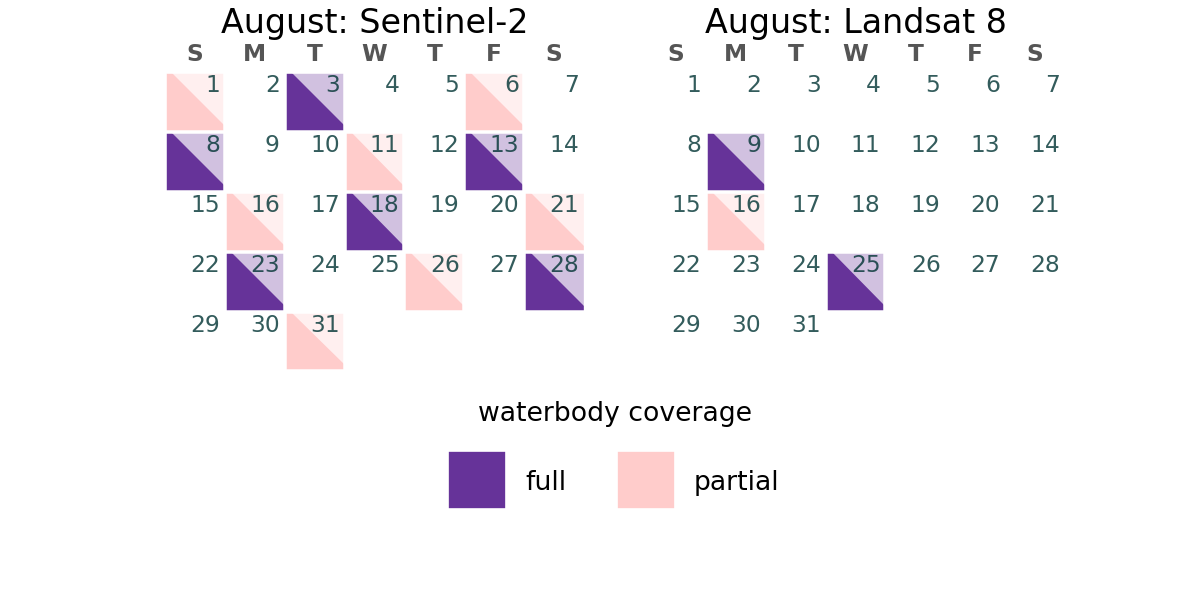 August: Sentinel-2
S M T W T F S
1 2 3 4 5 6 7
8 9 10 11 12 13 14
15 16 17 18 19 20 21
22 23 24 25 26 27 28
29 30 31
August: Landsat 8
S M T W T F S
1 2 3 4 5 6 7
8 9 10 11 12 13 14
15 16 17 18 19 20 21
22 23 24 25 26 27 28
29 30 31
waterbody coverage
full
partial